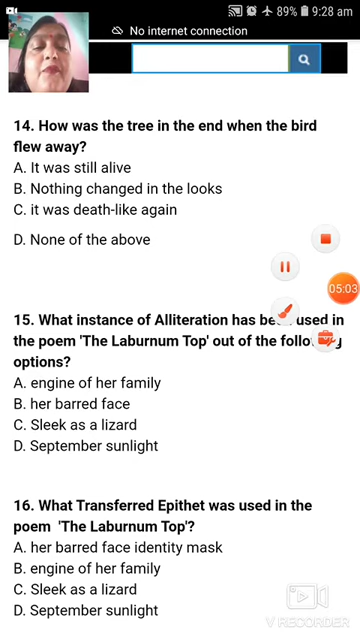 89% 9:28 am
No internet connection
14. How was the tree in the end when the bird
flew away?
A. It was still alive
B. Nothing changed in the looks
C. it was death-like again
D. None of the above
05:03
15. What instance of Alliteration has been used in
the poem 'The Laburnum Top' out of the following
options?
A. engine of her family
B. her barred face
C. Sleek as a lizard
D. September sunlight
16. What Transferred Epithet was used in the
poem 'The Laburnum Top'?
A. her barred face identity mask
B. engine of her family
C. Sleek as a lizard
D. September sunlight
V RECORDER